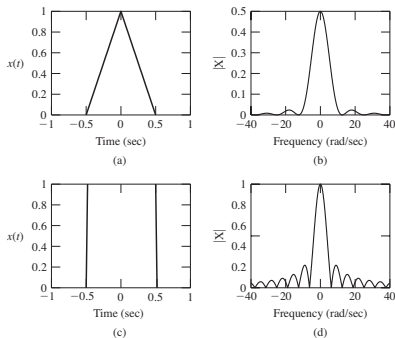 1
0.8
0.6
x(t)
0.4
0.2
0
−1 −0.5 0 0.5 1
Time (sec)
(a)
0.5
0.4
0.3
|X|
0.2
0.1
0
−40 −20 0 20 40
Frequency (rad/sec)
(b)
1
0.8
x(t)
0.6
0.4
0.2
0
−1 −0.5 0 0.5 1
Time (sec)
(c)
1
0.8
0.6
|X|
0.4
0.2
0
−40 −20 0 20 40
Frequency (rad/sec)
(d)